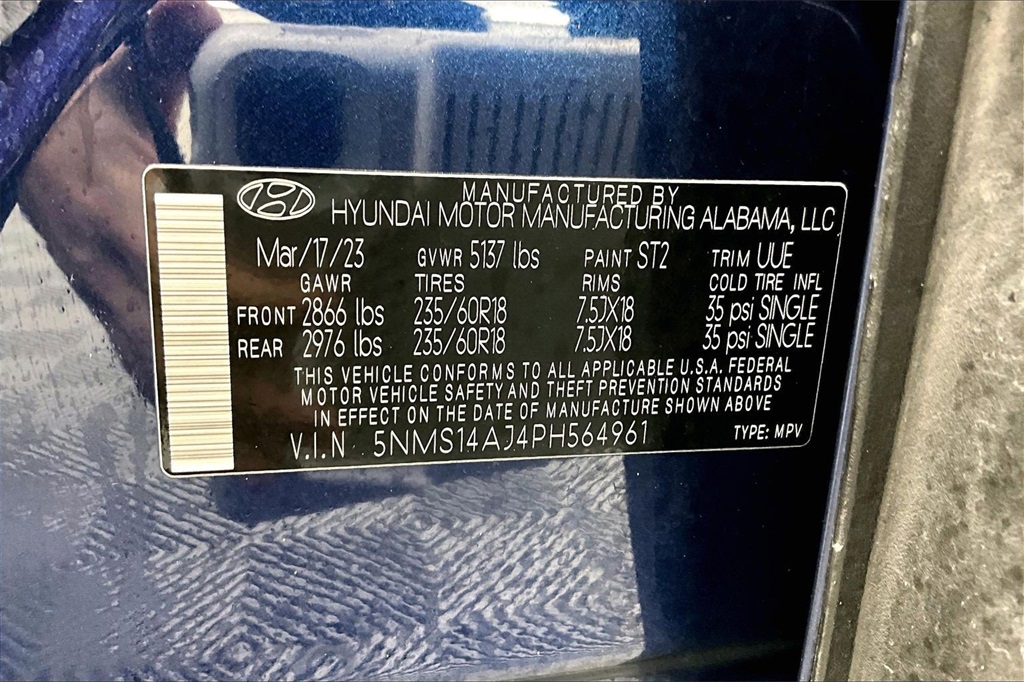 MANUFACTURED BY
HYUNDAI MOTOR MANUFACTURING ALABAMA, LLC
Mar/17/23 GVWR 5137 lbs PAINT ST2 TRIM UUE
GAWR TIRES RIMS COLD TIRE INFL
FRONT 2866 lbs 235/60R18 7.5JX18 35 psi SINGLE
REAR 2976 lbs 235/60R18 7.5JX18 35 psi SINGLE
THIS VEHICLE CONFORMS TO ALL APPLICABLE U.S.A. FEDERAL
MOTOR VEHICLE SAFETY AND THEFT PREVENTION STANDARDS
IN EFFECT ON THE DATE OF MANUFACTURE SHOWN ABOVE
V.I.N 5NMS14AJ4PH564961 TYPE: MPV